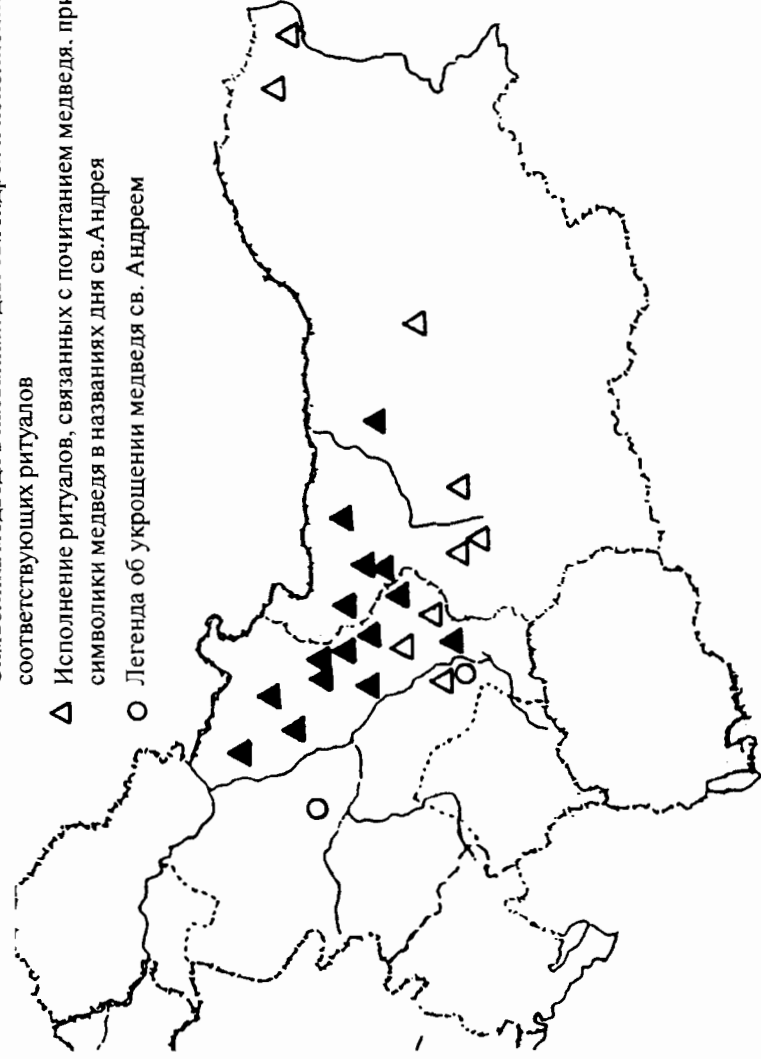 соответствующих ритуалов
Исполнение ритуалов, связанных с почитанием медведя. при
символики медведя в названиях дня св.Андрея
Легенда об укрощении медведя св. Андреем